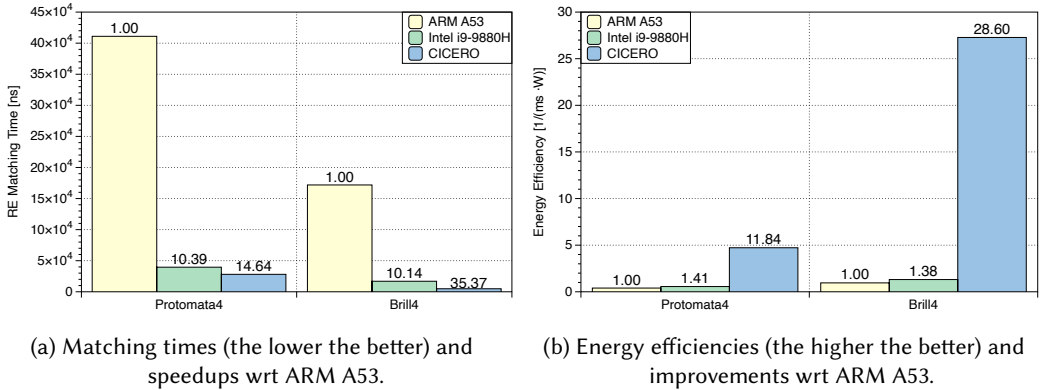 45×10⁴
40×10⁴
35×10⁴
30×10⁴
25×10⁴
20×10⁴
15×10⁴
10×10⁴
5×10⁴
0
RE Matching Time [ns]
ARM A53
Intel i9-9880H
CICERO
1.00
10.39
14.64
1.00
10.14
35.37
Protomata4
Brill4
(a) Matching times (the lower the better) and
speedups wrt ARM A53.
30
25
20
15
10
5
0
Energy Efficiency [1/(ms ·W)]
ARM A53
Intel i9-9880H
CICERO
1.00
1.41
11.84
1.00
1.38
28.60
Protomata4
Brill4
(b) Energy efficiencies (the higher the better) and
improvements wrt ARM A53.